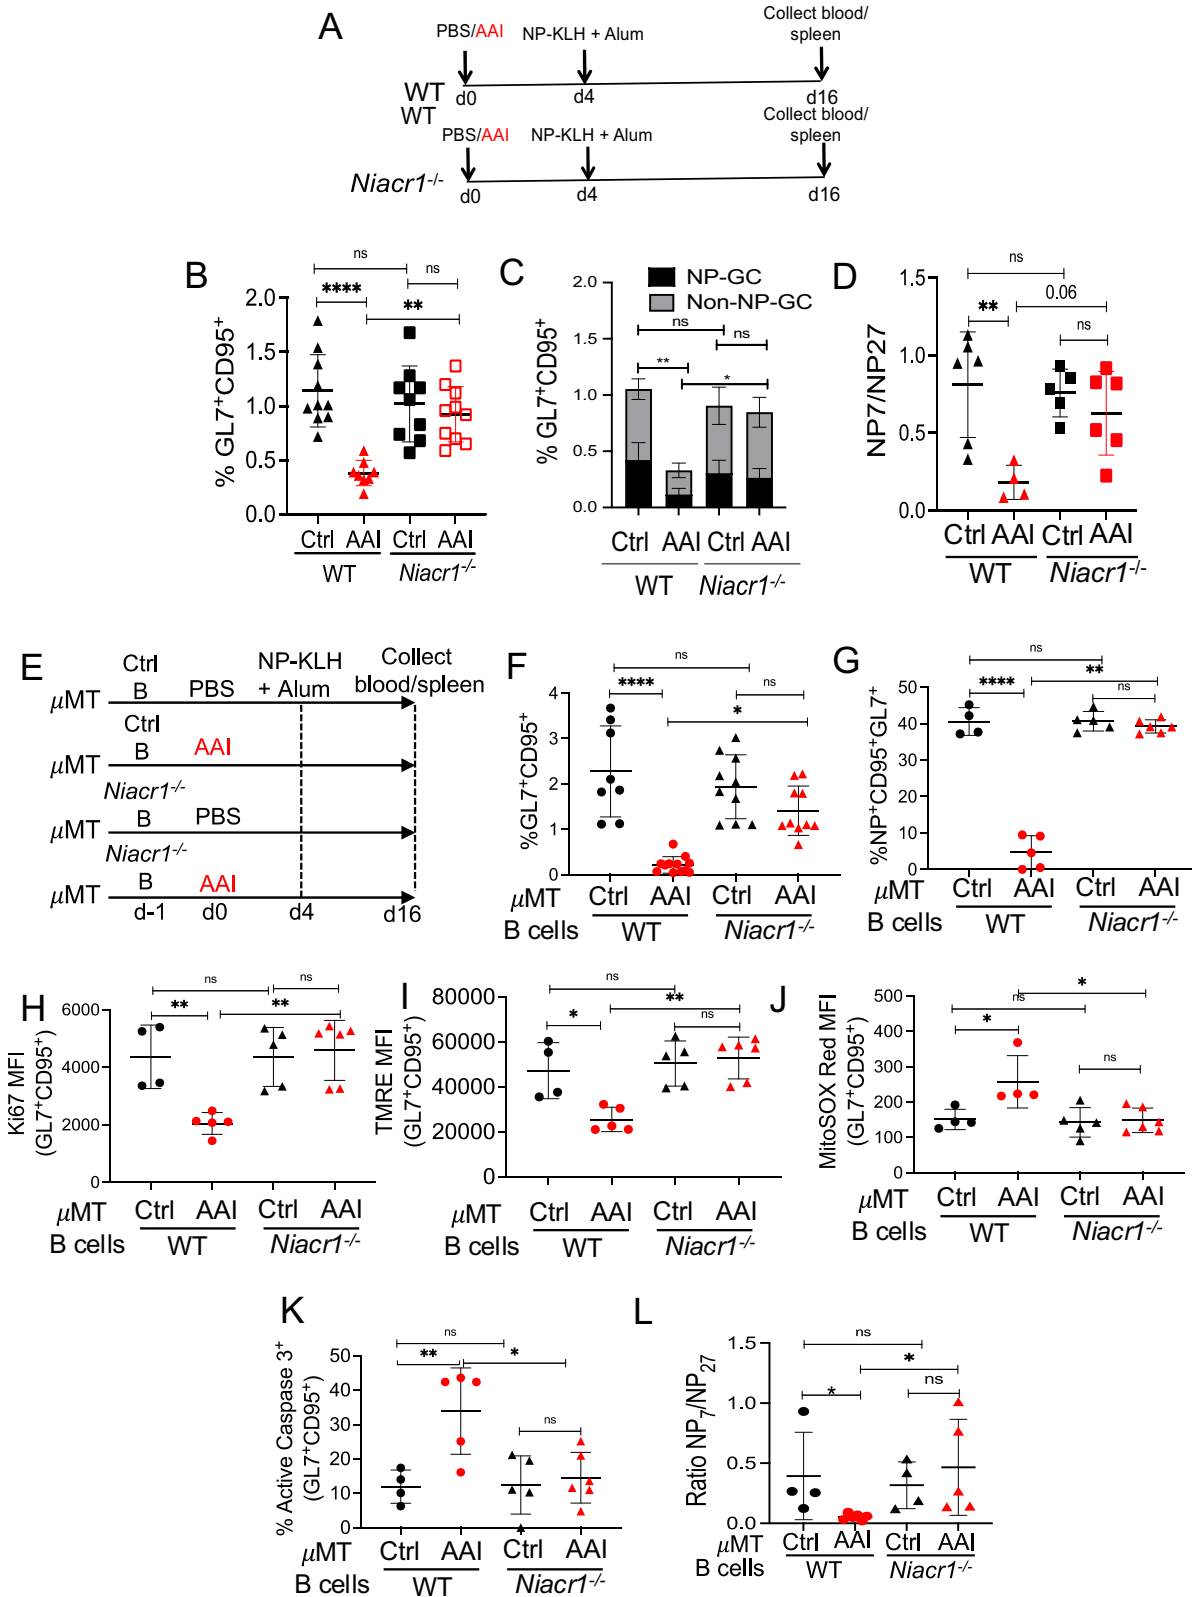 A
PBS/AAI NP-KLH + Alum Collect blood/
spleen
WT
d0 d4 d16
WT
PBS/AAI NP-KLH + Alum Collect blood/
spleen
Niacr1-/-
d0 d4 d16
B
ns
ns
****
**
% GL7+CD95+
2.0
1.5
1.0
0.5
0.0
Ctrl AAI Ctrl AAI
WT Niacr1-/-
C
NP-GC
Non-NP-GC
ns
ns
**
*
% GL7+CD95+
2.0
1.5
1.0
0.5
0.0
Ctrl AAI Ctrl AAI
WT Niacr1-/-
D
ns
0.06
**
ns
NP7/NP27
1.5
1.0
0.5
0.0
Ctrl AAI Ctrl AAI
WT Niacr1-/-
E
Ctrl NP-KLH Collect
B PBS + Alum blood/spleen
μMT
Ctrl
B AAI
μMT
Niacr1-/-
B PBS
μMT
Niacr1-/-
B AAI
μMT
d-1 d0 d4 d16
F
ns
****
ns
*
%GL7+CD95+
4
3
2
1
0
μMT Ctrl AAI Ctrl AAI
B cells WT Niacr1-/-
G
ns
**
****
ns
%NP+CD95+GL7+
50
40
30
20
10
0
μMT Ctrl AAI Ctrl AAI
B cells WT Niacr1-/-
H
ns
ns
**
**
Ki67 MFI
(GL7+CD95+)
6000
4000
2000
0
μMT Ctrl AAI Ctrl AAI
B cells WT Niacr1-/-
I
ns
**
*
ns
TMRE MFI
(GL7+CD95+)
80000
60000
40000
20000
0
μMT Ctrl AAI Ctrl AAI
B cells WT Niacr1-/-
J
*
ns
*
ns
MitoSOX Red MFI
(GL7+CD95+)
500
400
300
200
100
0
μMT Ctrl AAI Ctrl AAI
B cells WT Niacr1-/-
K
ns
**
*
ns
% Active Caspase 3+
(GL7+CD95+)
50
40
30
20
10
0
μMT Ctrl AAI Ctrl AAI
B cells WT Niacr1-/-
L
ns
*
*
ns
Ratio NP7/NP27
1.5
1.0
0.5
0.0
μMT Ctrl AAI Ctrl AAI
B cells WT Niacr1-/-